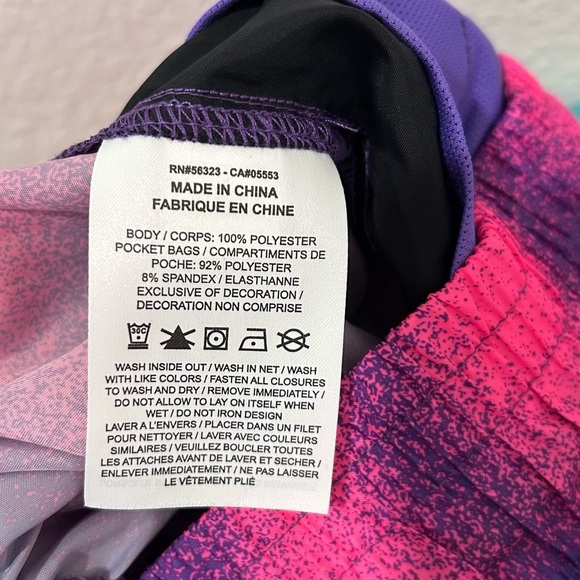 RN#56323 - CA#05553
MADE IN CHINA
FABRIQUE EN CHINE
BODY / CORPS: 100% POLYESTER
POCKET BAGS / COMPARTIMENTS DE
POCHE: 92% POLYESTER
8% SPANDEX / ELASTHANNE
EXCLUSIVE OF DECORATION /
DECORATION NON COMPRISE
30C
WASH INSIDE OUT / WASH IN NET / WASH
WITH LIKE COLORS / FASTEN ALL CLOSURES
TO WASH AND DRY / REMOVE IMMEDIATELY /
DO NOT ALLOW TO LAY ON ITSELF WHEN
WET / DO NOT IRON DESIGN
LAVER A L'ENVERS / PLACER DANS UN FILET
POUR NETTOYER / LAVER AVEC COULEURS
SIMILAIRES / VEUILLEZ BOUCLER TOUTES
LES ATTACHES AVANT DE LAVER ET SECHER /
ENLEVER IMMEDIATEMENT / NE PAS LAISSER
LE VÊTEMENT PLIÉ